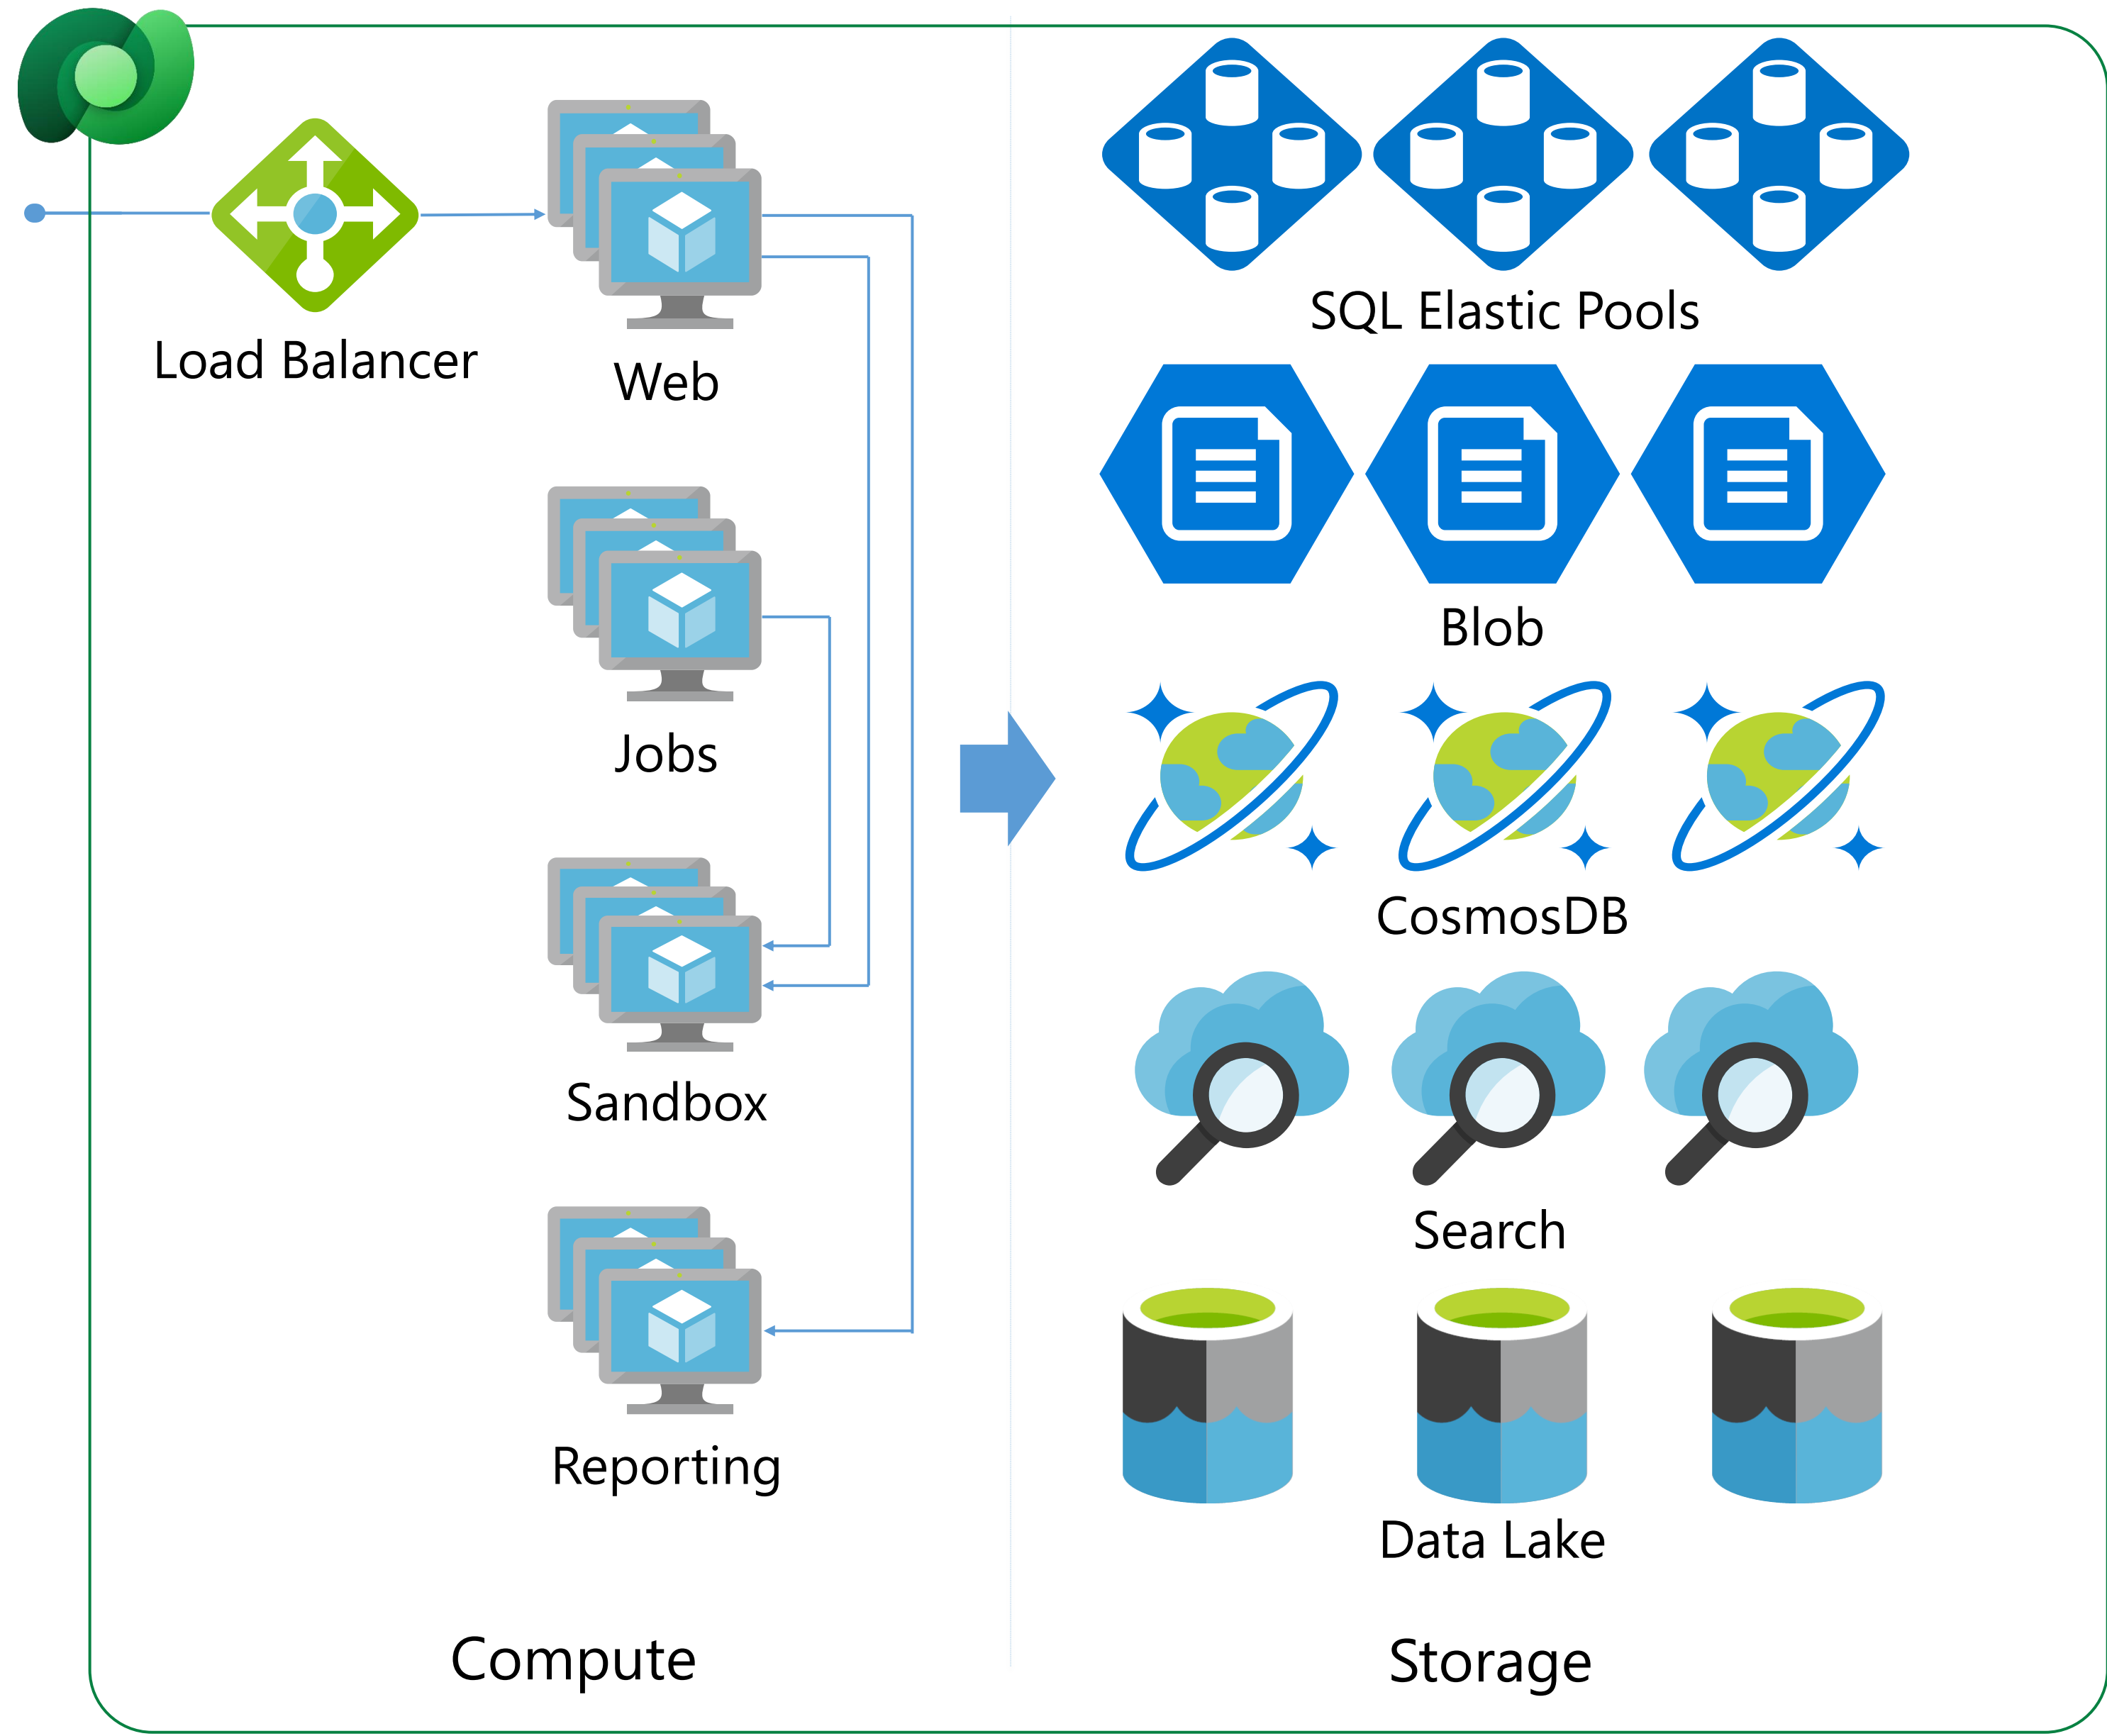 Load Balancer
Web
Jobs
Sandbox
Reporting
Compute
SQL Elastic Pools
Blob
CosmosDB
Search
Data Lake
Storage